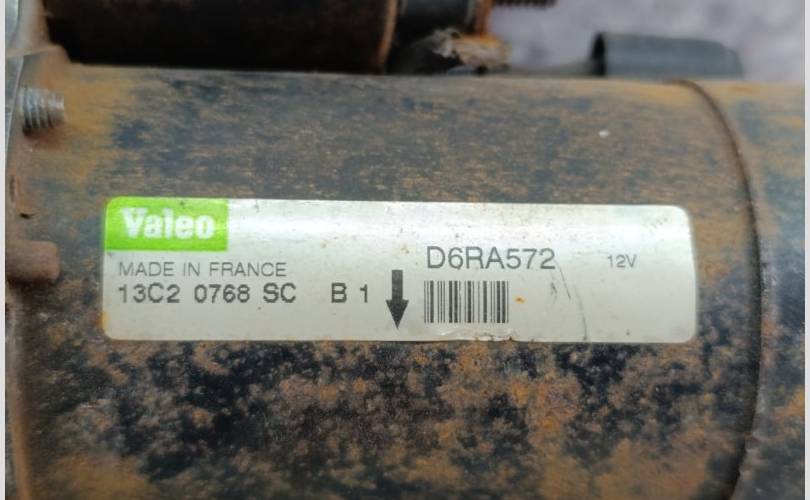 Valeo
MADE IN FRANCE
13C2 0768 SC B 1
D6RA572 12V